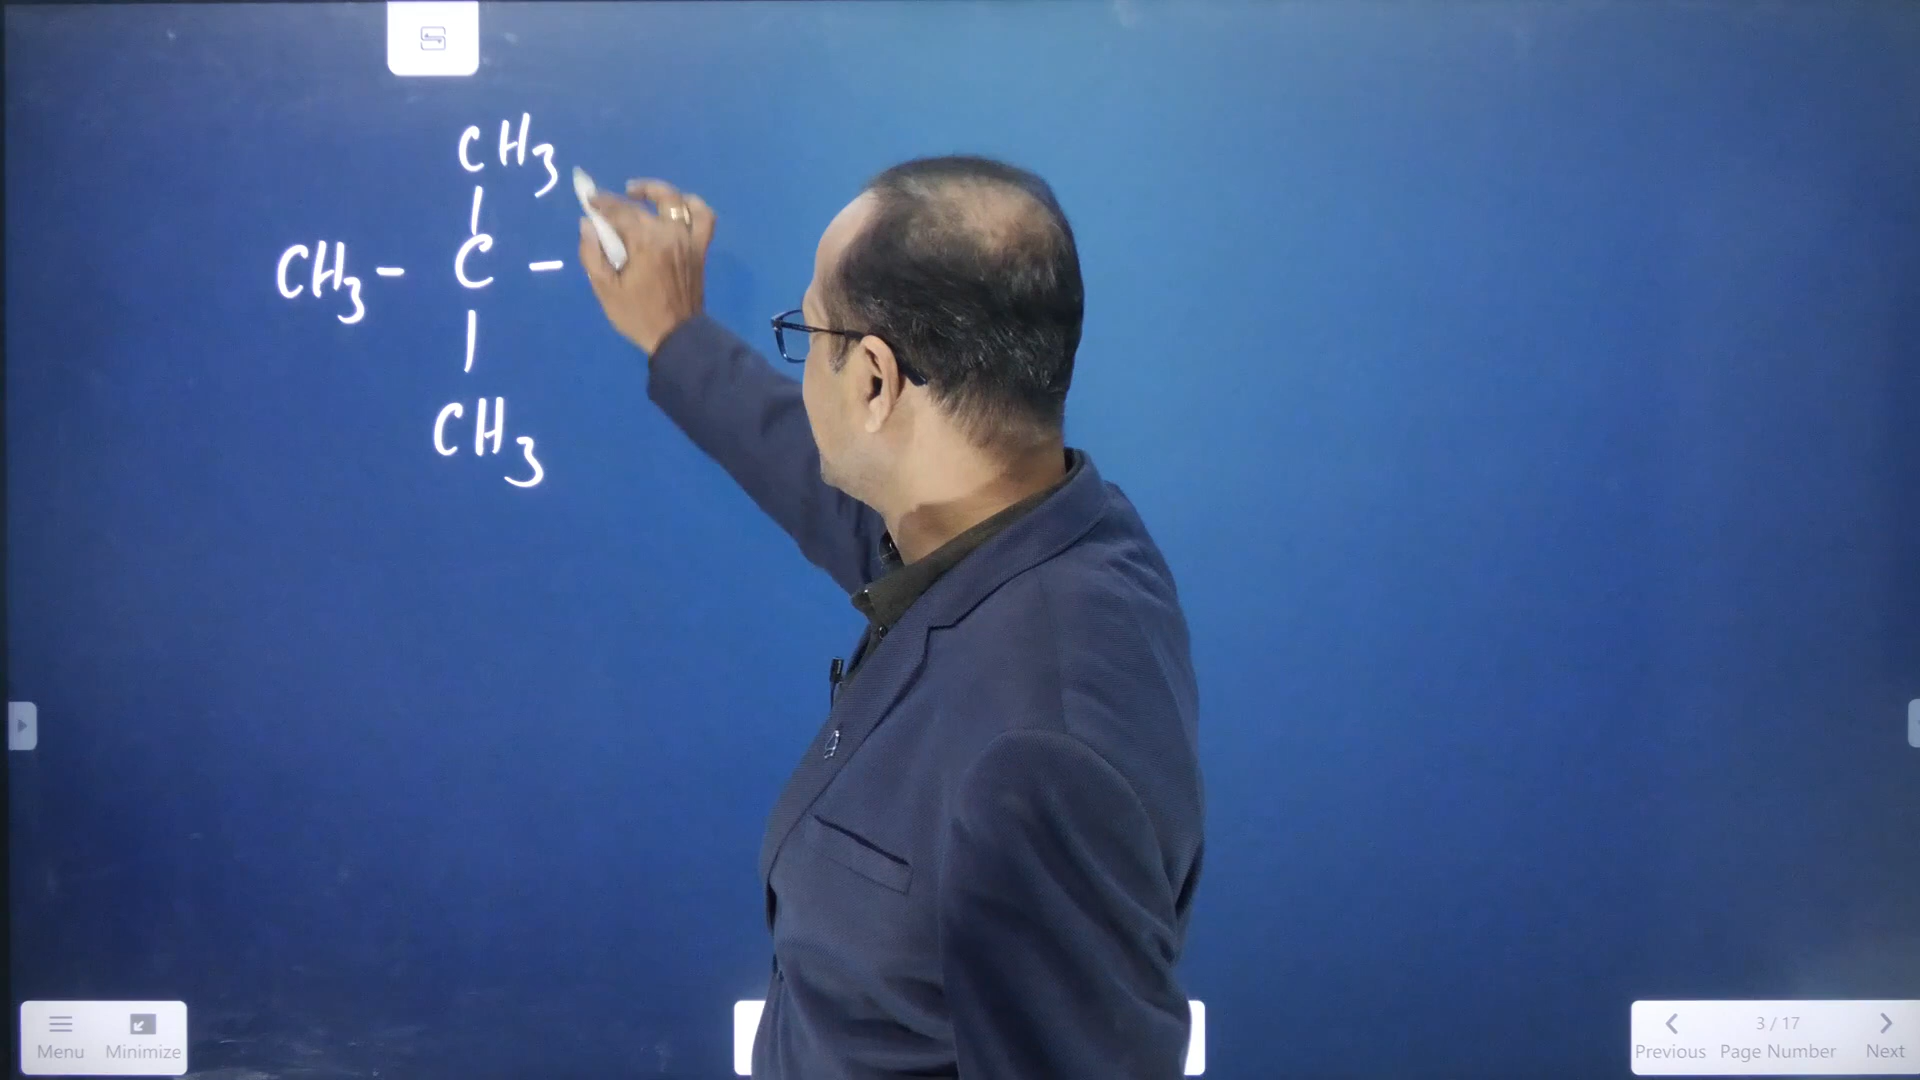 CH3
|
CH3 - C -
|
CH3
Menu Minimize
3 / 17
Previous Page Number Next